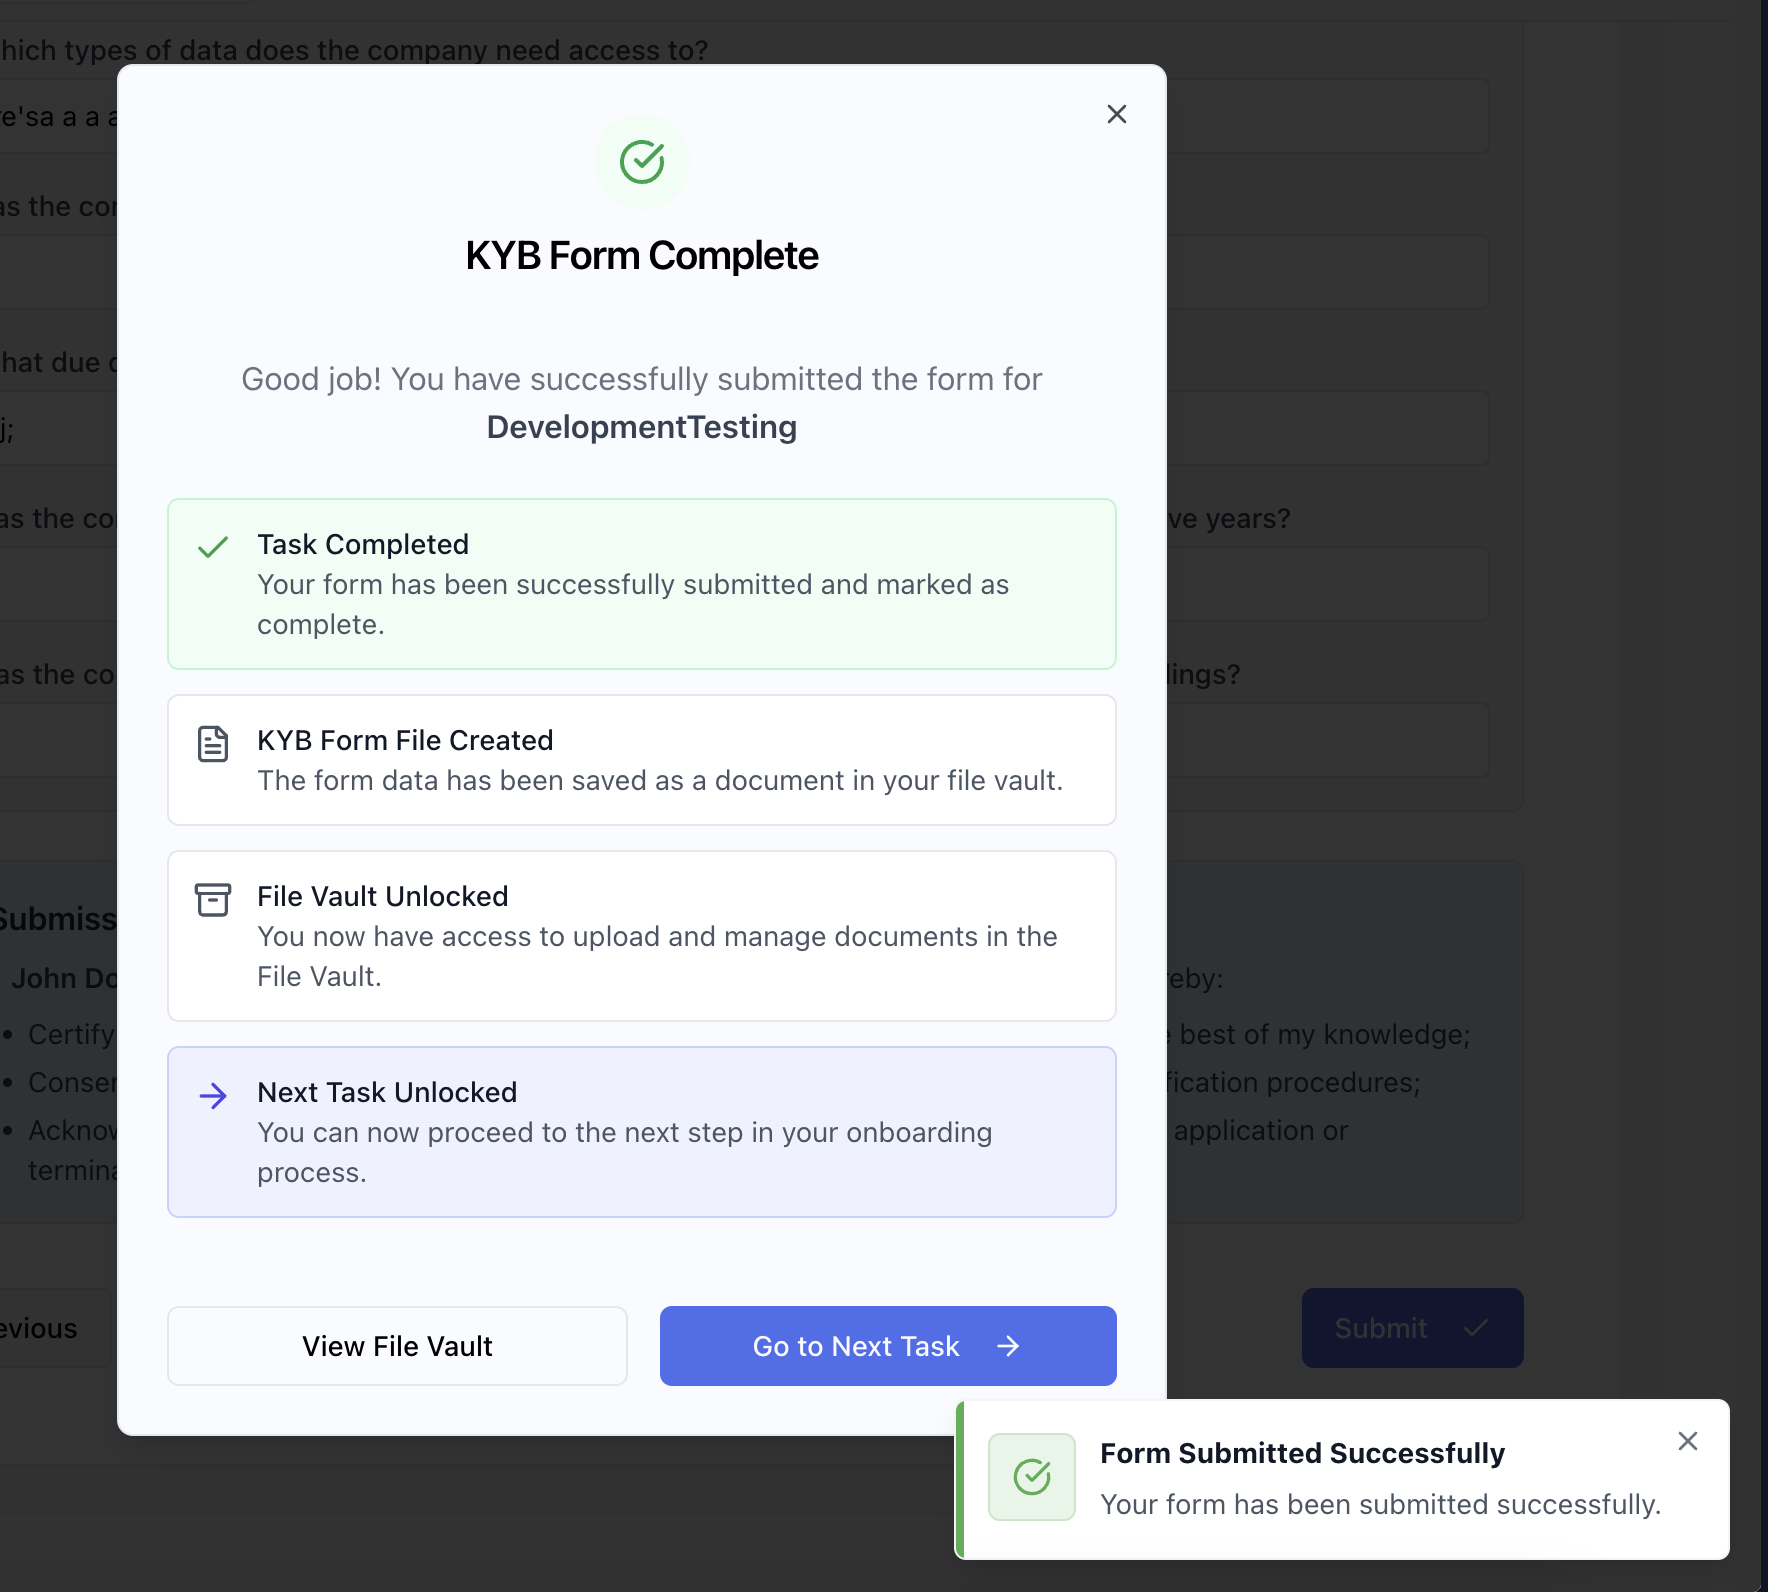 hich types of data does the company need access to?
re'sa a a a
as the cor
hat due
j;
as the co
ve years?
as the co
lings?
Submiss
John Do
reby:
• Certify
best of my knowledge;
• Conser
fication procedures;
• Acknow
application or
termina
evious
Submit
KYB Form Complete
Good job! You have successfully submitted the form for
DevelopmentTesting
Task Completed
Your form has been successfully submitted and marked as
complete.
KYB Form File Created
The form data has been saved as a document in your file vault.
File Vault Unlocked
You now have access to upload and manage documents in the
File Vault.
Next Task Unlocked
You can now proceed to the next step in your onboarding
process.
View File Vault
Go to Next Task
Form Submitted Successfully
Your form has been submitted successfully.